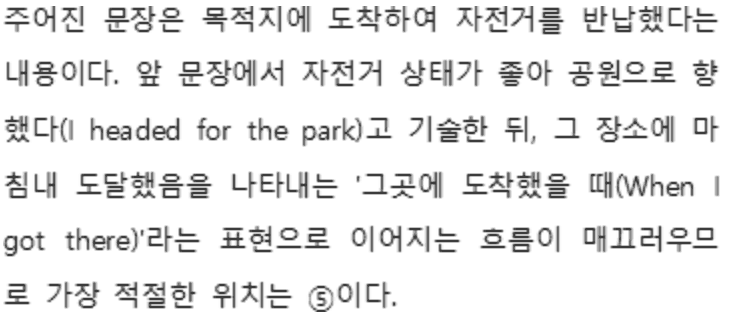 주어진 문장은 목적지에 도착하여 자전거를 반납했다는
내용이다. 앞 문장에서 자전거 상태가 좋아 공원으로 향
했다(I headed for the park)고 기술한 뒤, 그 장소에 마
침내 도달했음을 나타내는 '그곳에 도착했을 때(When I
got there)'라는 표현으로 이어지는 흐름이 매끄러우므
로 가장 적절한 위치는 ⑤이다.